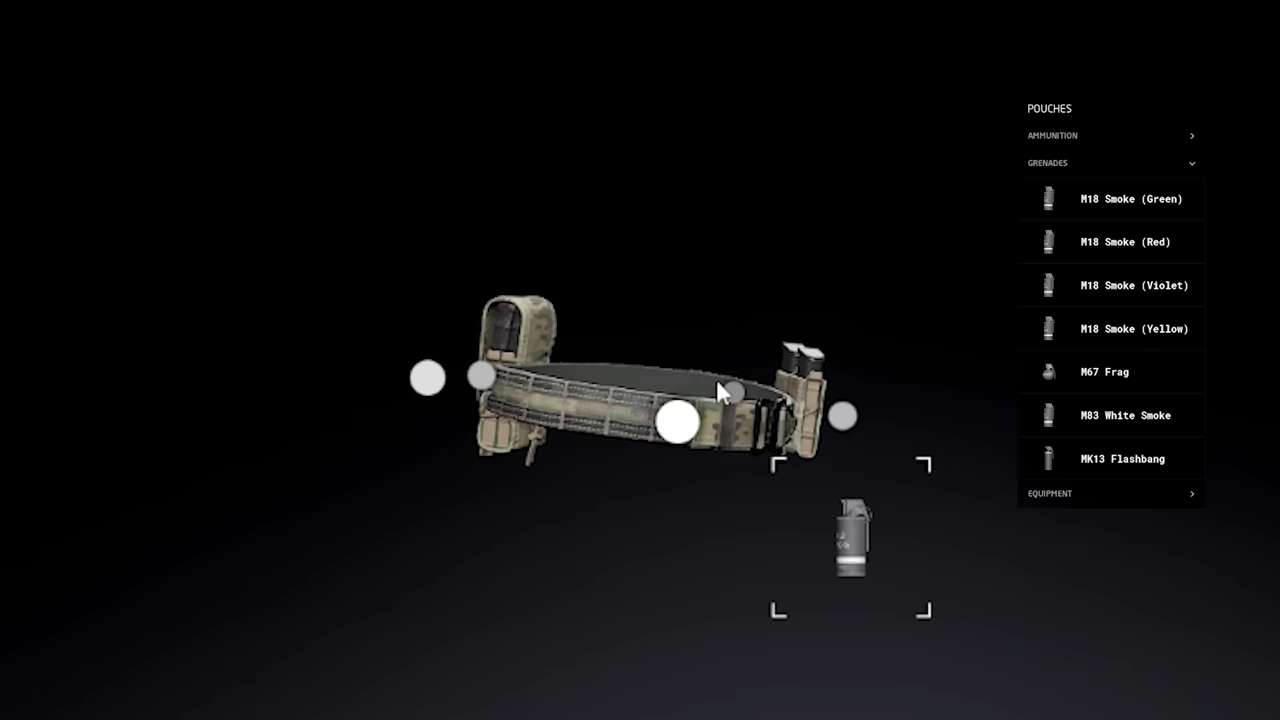 POUCHES
AMMUNITION
GRENADES
M18 Smoke (Green)
M18 Smoke (Red)
M18 Smoke (Violet)
M18 Smoke (Yellow)
M67 Frag
M83 White Smoke
MK13 Flashbang
EQUIPMENT